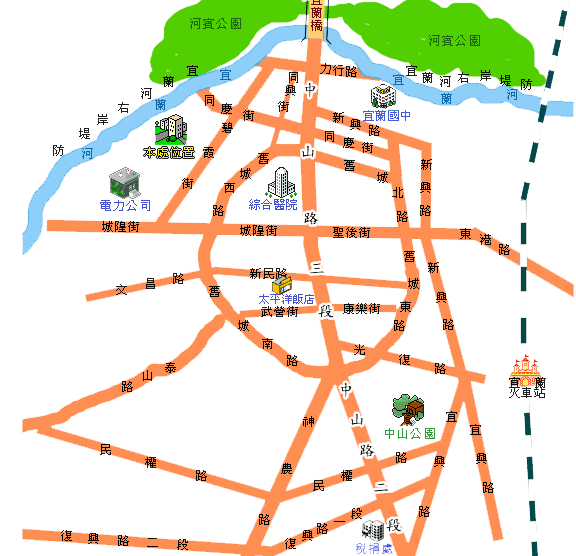 宜蘭橋
河賓公園
河賓公園
力行路
宜蘭河右岸堤防
宜蘭河
宜蘭河右岸堤防
宜蘭河
同慶街
同興街
中山路三段
宜蘭國中
新興路
同慶街
本處位置
碧霞街
舊城西路
舊城北路
新興路
電力公司
綜合醫院
城隍街
城隍街
聖後街
東港路
文昌路
新民路
太平洋飯店
武營街
康樂街
舊城東路
新興路
舊城南路
光復路
泰山路
宜蘭
火車站
中山路二段
中山公園
神農路
宜興路
宜興路
民權路
民權路
復興路二段
復興路一段
稅捐處